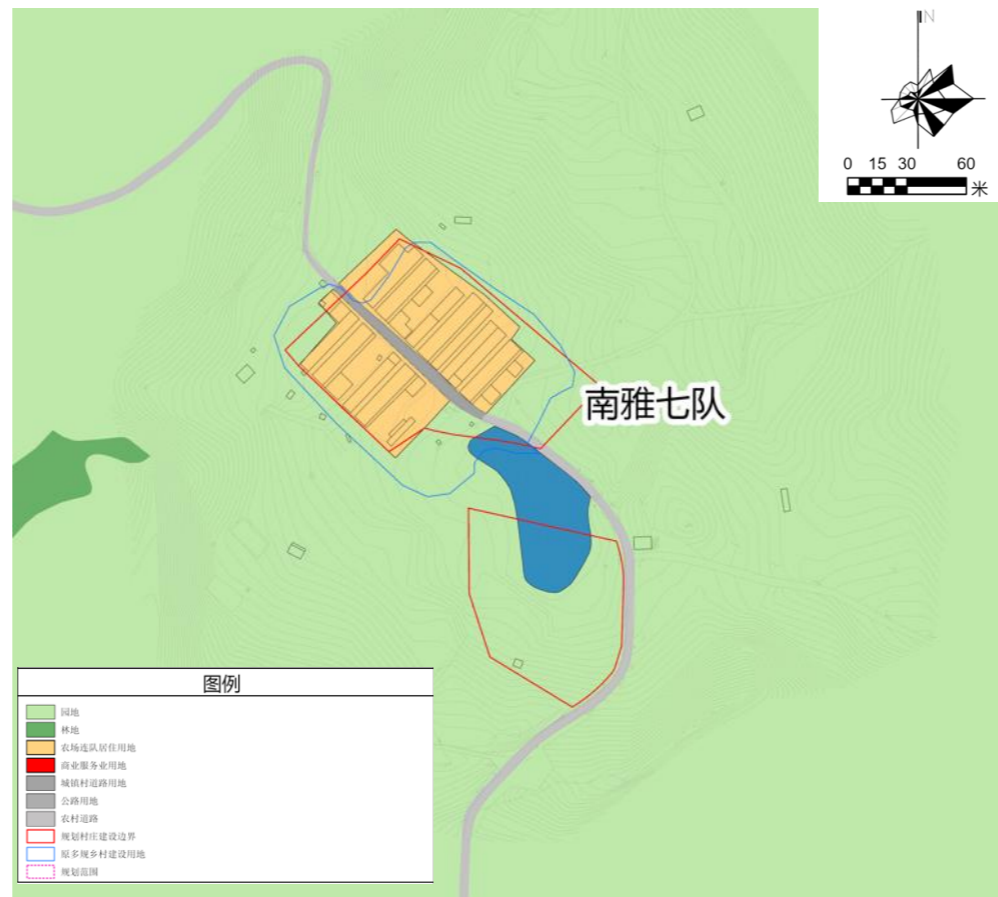 N
0 15 30 60
米
南雅七队
图例
园地
林地
农场连队居住用地
商业服务业用地
城镇村道路用地
公路用地
农村道路
规划村庄建设边界
原多规乡村建设用地
规划范围